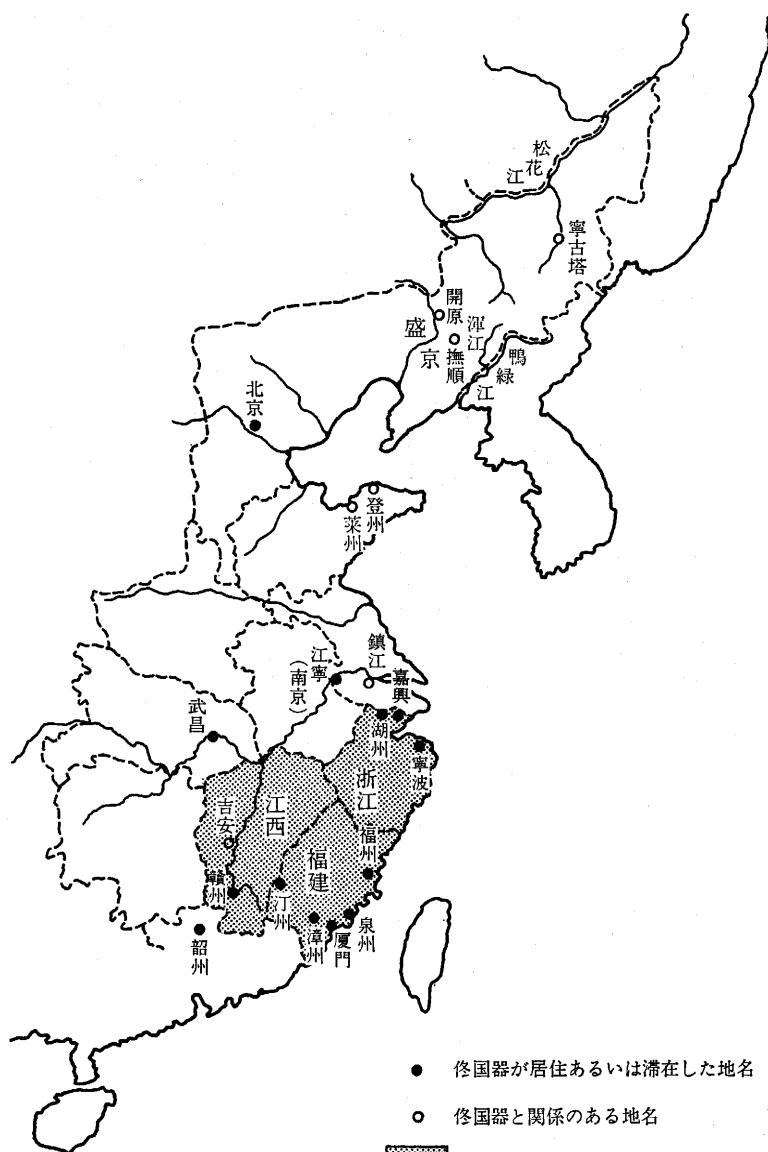 松花江
寧古塔
開原
渾江
盛京
撫順
鴨緑江
北京
登州
萊州
鎮江
江寧
(南京)
嘉興
湖州
武昌
寧波
浙江
江西
吉安
福州
福建
贛州
汀州
泉州
厦門
漳州
韶州
● 佟国器が居住あるいは滞在した地名
○ 佟国器と関係のある地名